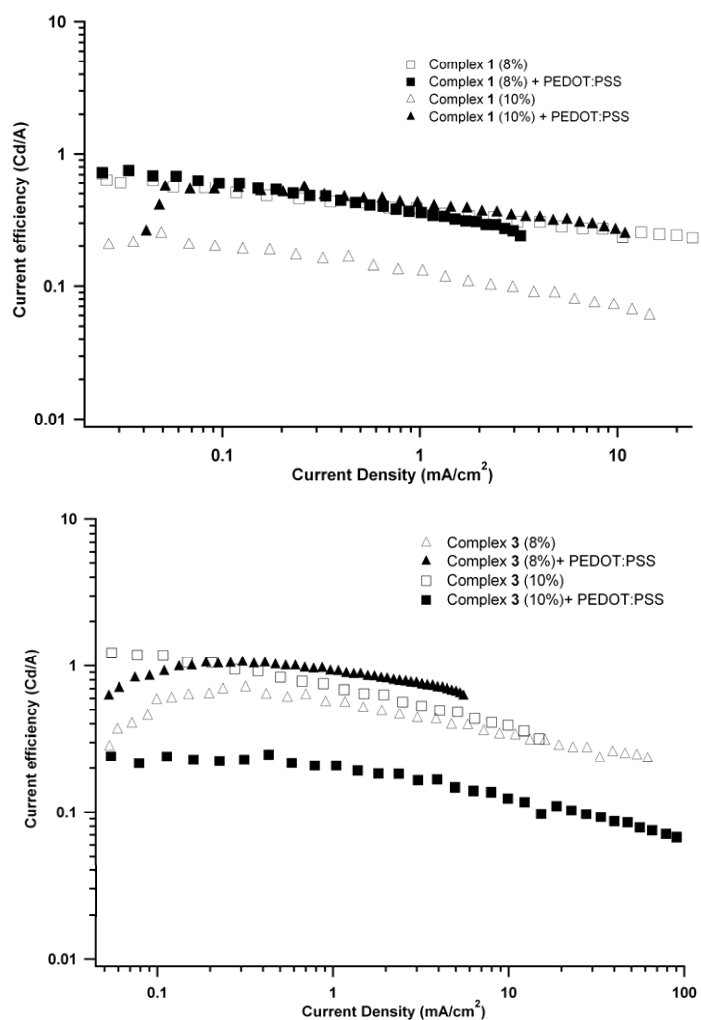 10
Complex 1 (8%)
Complex 1 (8%) + PEDOT:PSS
Complex 1 (10%)
Complex 1 (10%) + PEDOT:PSS
1
Current efficiency (Cd/A)
0.1
0.01
0.1 1 10
Current Density (mA/cm²)
10
Complex 3 (8%)
Complex 3 (8%)+ PEDOT:PSS
Complex 3 (10%)
Complex 3 (10%)+ PEDOT:PSS
1
Current efficiency (Cd/A)
0.1
0.01
0.1 1 10 100
Current Density (mA/cm²)